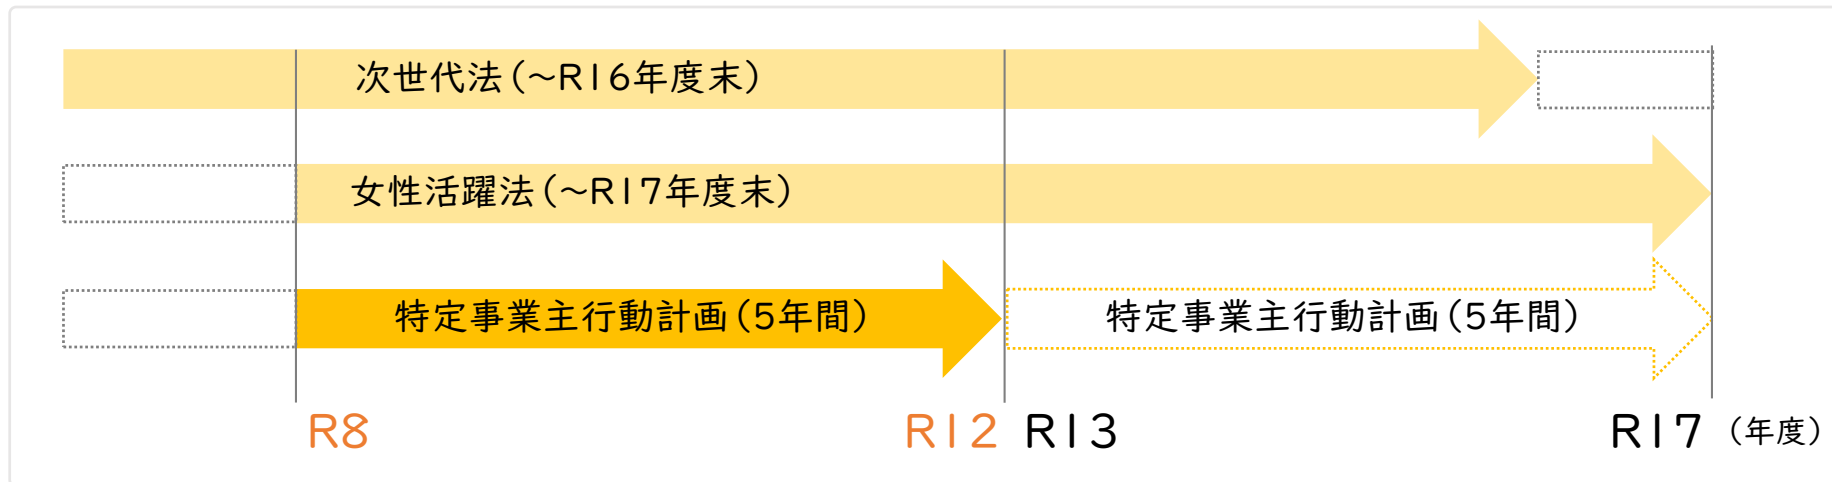 次世代法(～R16年度末)
女性活躍法(～R17年度末)
特定事業主行動計画(5年間) 特定事業主行動計画(5年間)
R8 R12 R13 R17 (年度)